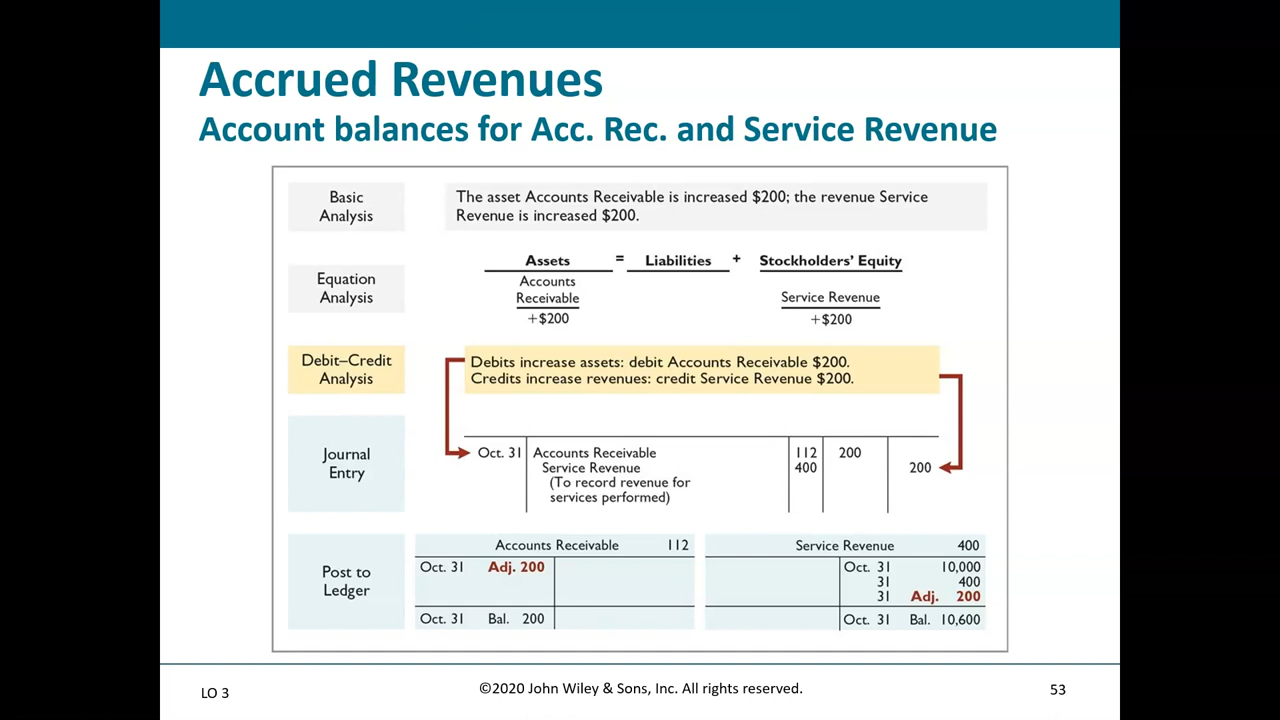 Accrued Revenues
Account balances for Acc. Rec. and Service Revenue
Basic
Analysis
The asset Accounts Receivable is increased $200; the revenue Service
Revenue is increased $200.
Equation
Analysis
Assets = Liabilities + Stockholders’ Equity
Accounts
Receivable
Service Revenue
+$200 +$200
Debit–Credit
Analysis
Debits increase assets: debit Accounts Receivable $200.
Credits increase revenues: credit Service Revenue $200.
Journal
Entry
Oct. 31 Accounts Receivable 112 200
Service Revenue 400 200
(To record revenue for
services performed)
Post to
Ledger
Accounts Receivable 112
Oct. 31 Adj. 200
Oct. 31 Bal. 200
Service Revenue 400
Oct. 31 10,000
31 400
31 Adj. 200
Oct. 31 Bal. 10,600
LO 3
©2020 John Wiley & Sons, Inc. All rights reserved.
53